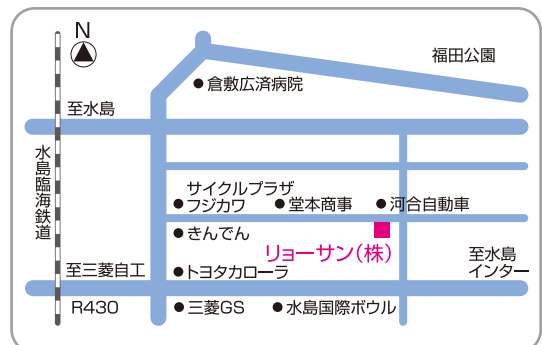 N
福田公園
倉敷広済病院
至水島
水島臨海鉄道
サイクルプラザ
フジカワ
堂本商事
河合自動車
きんでん
リョーサン(株)
至水島
インター
至三菱自工
トヨタカローラ
R430
三菱GS
水島国際ボウル